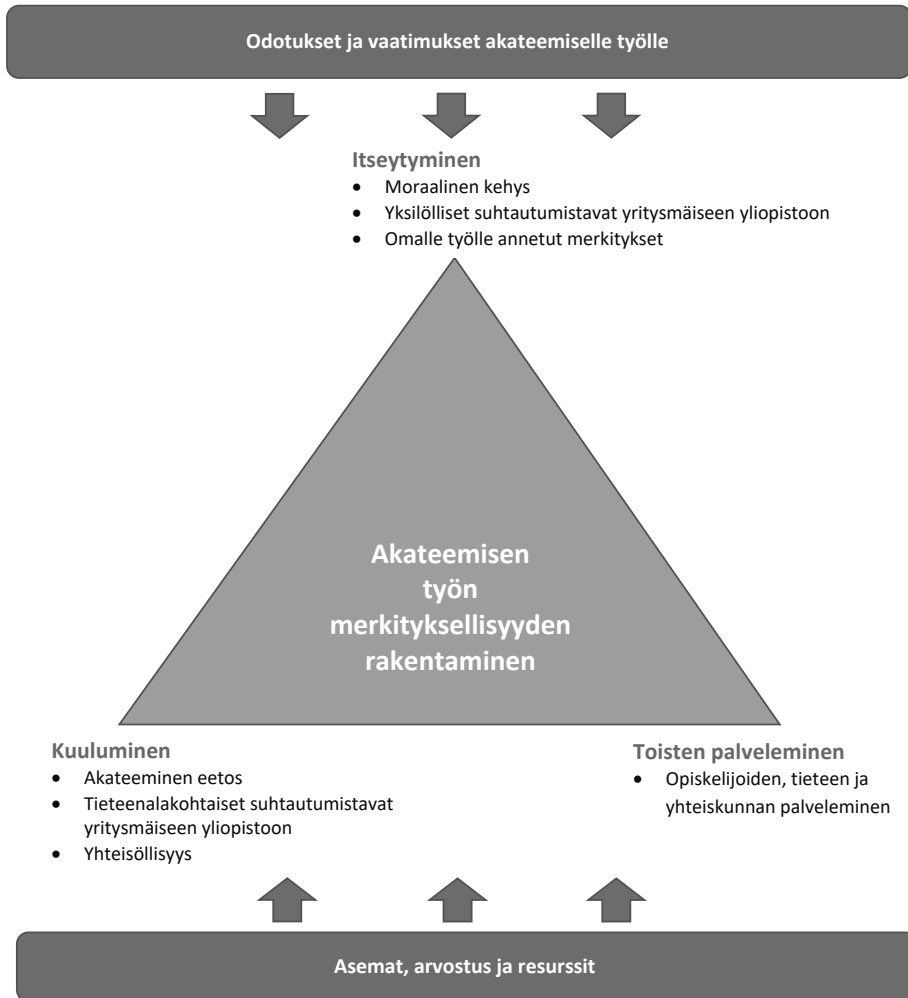 Odotukset ja vaatimukset akateemiselle työlle
Itseytyminen
• Moraalinen kehys
• Yksilölliset suhtautumistavat yritysmäiseen yliopistoon
• Omalle työlle annetut merkitykset
Akateemisen
työn
merkityksellisyyden
rakentaminen
Kuuluminen
• Akateeminen eetos
• Tieteenalakohtaiset suhtautumistavat
yritysmäiseen yliopistoon
• Yhteisöllisyys
Toisten palveleminen
• Opiskelijoiden, tieteen ja
yhteiskunnan palveleminen
Asemat, arvostus ja resurssit